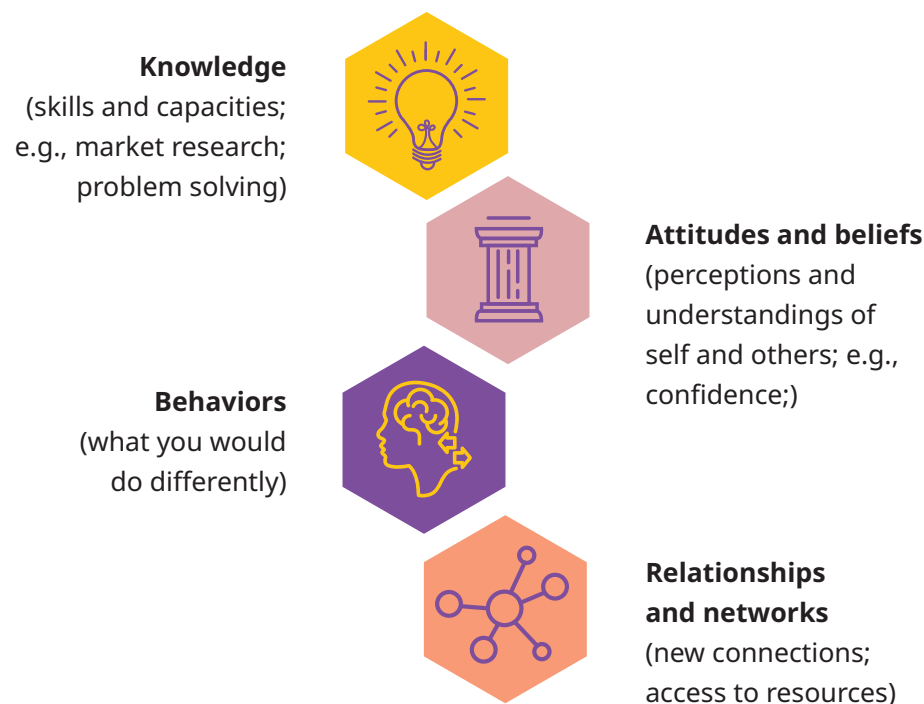 Knowledge
(skills and capacities;
e.g., market research;
problem solving)
Attitudes and beliefs
(perceptions and
understandings of
self and others; e.g.,
confidence;)
Behaviors
(what you would
do differently)
Relationships
and networks
(new connections;
access to resources)